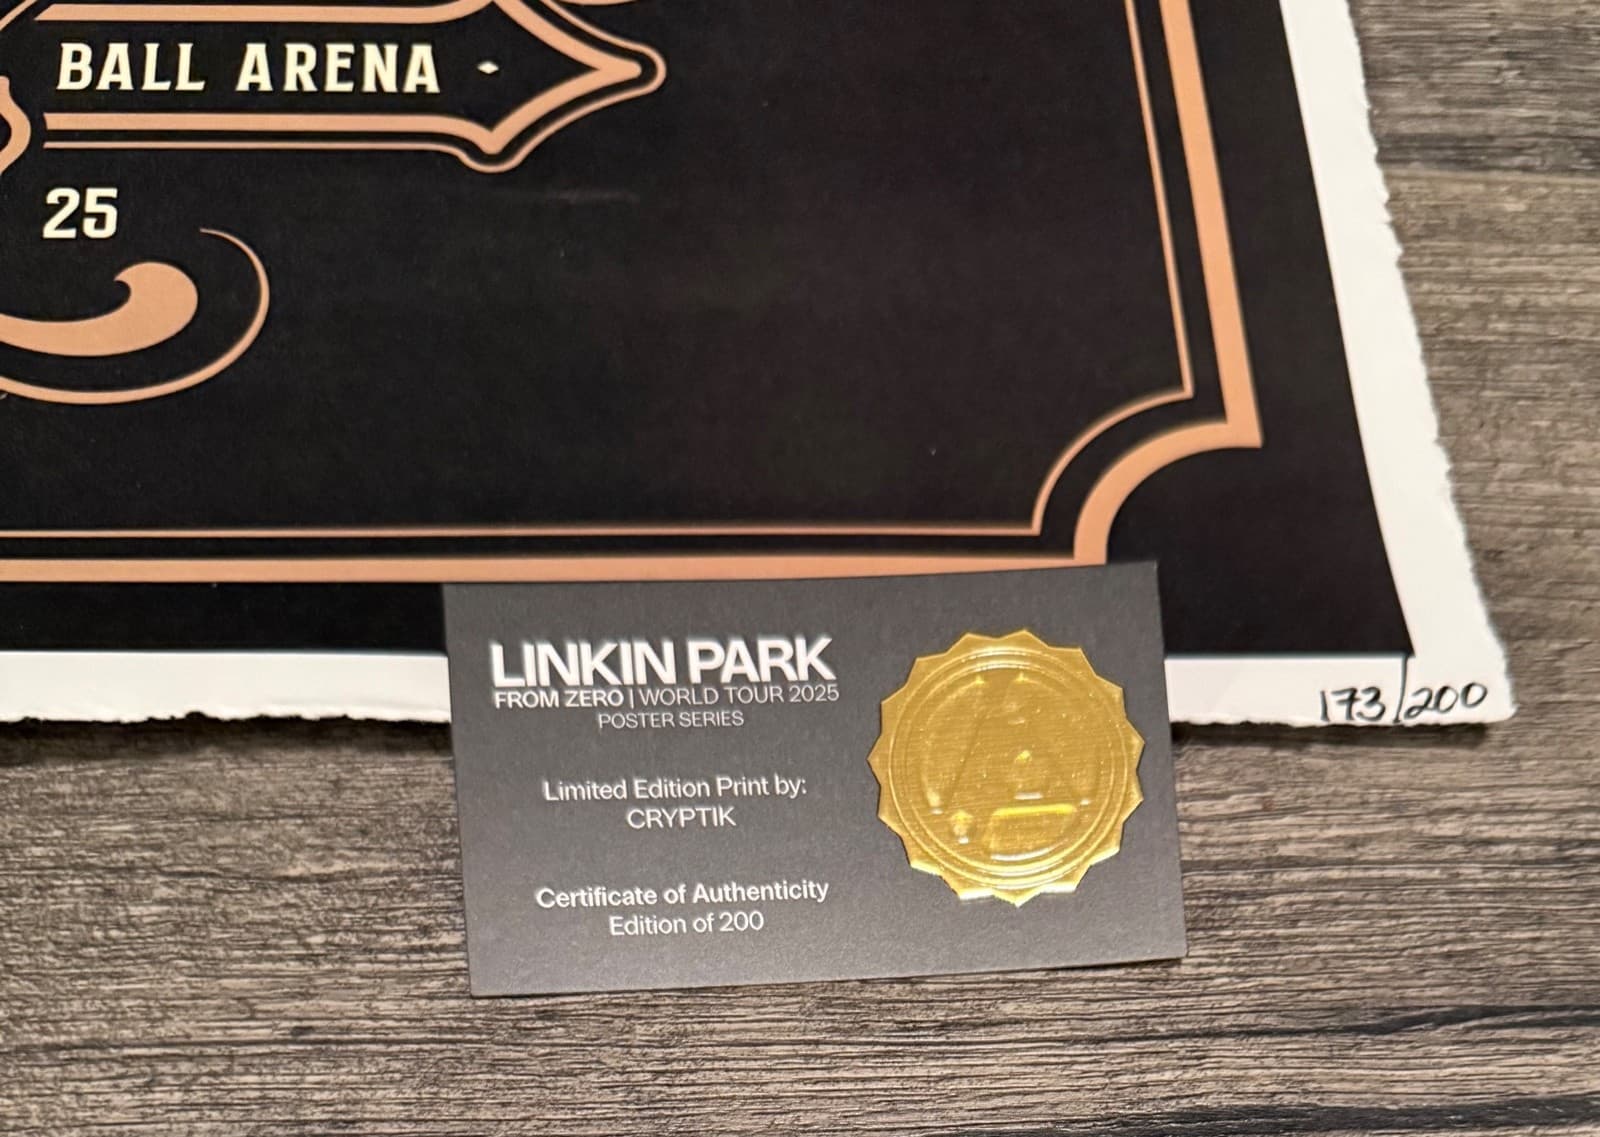 BALL ARENA
25
LINKIN PARK
FROM ZERO | WORLD TOUR 2025
POSTER SERIES
Limited Edition Print by:
CRYPTIK
Certificate of Authenticity
Edition of 200
173/200